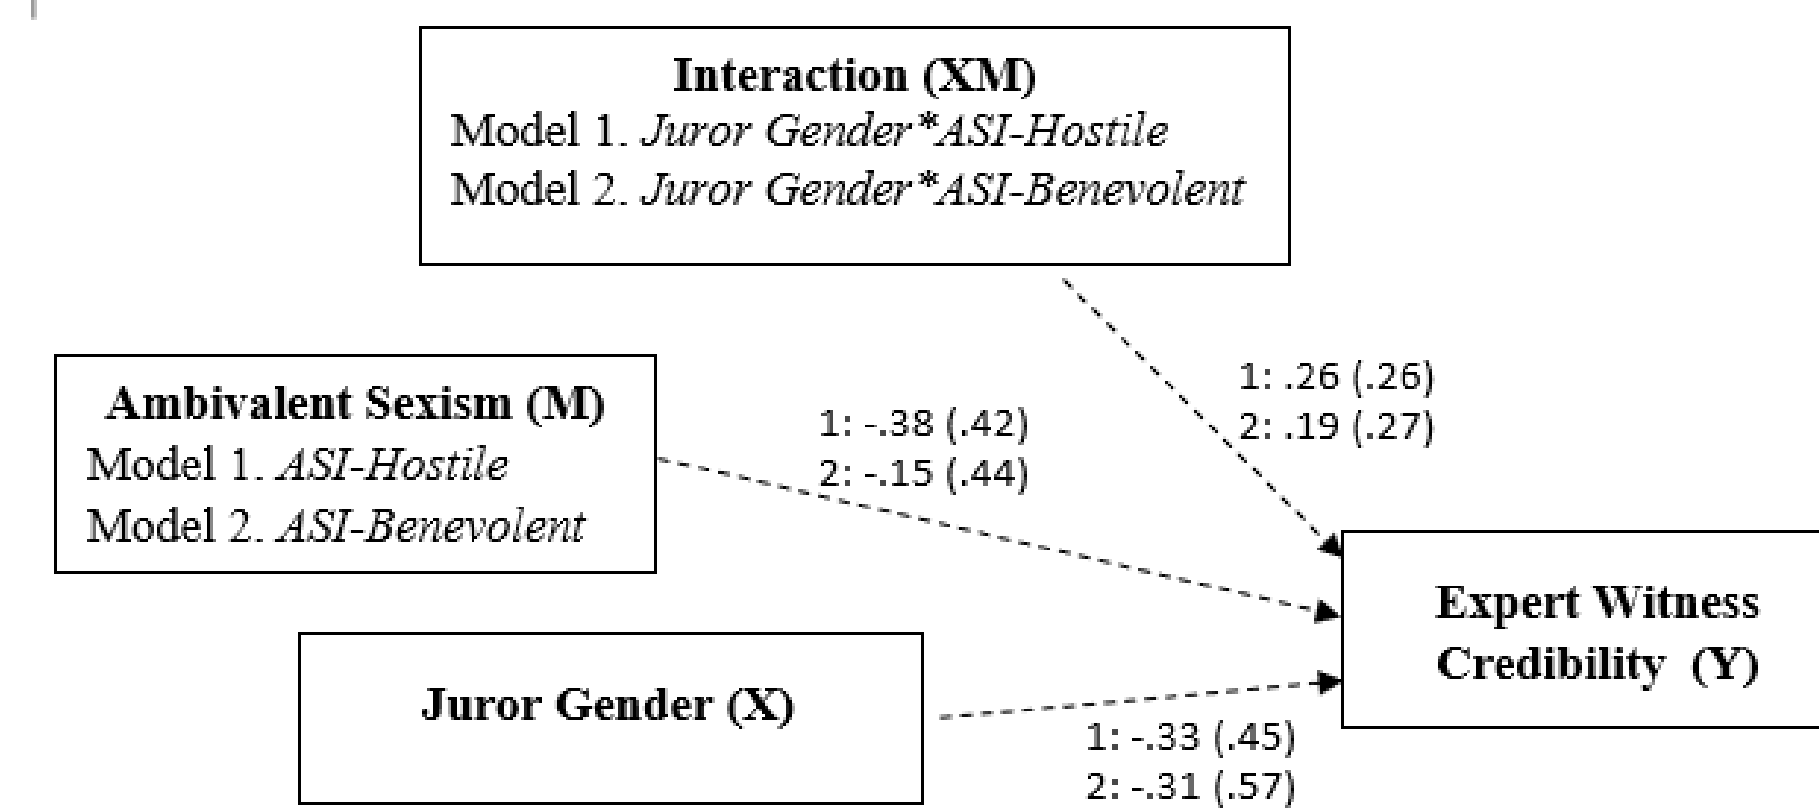 Interaction (XM)
Model 1. Juror Gender*ASI-Hostile
Model 2. Juror Gender*ASI-Benevolent
1: .26 (.26)
2: .19 (.27)
Ambivalent Sexism (M)
Model 1. ASI-Hostile
Model 2. ASI-Benevolent
1: -.38 (.42)
2: -.15 (.44)
Expert Witness
Credibility (Y)
Juror Gender (X)
1: -.33 (.45)
2: -.31 (.57)